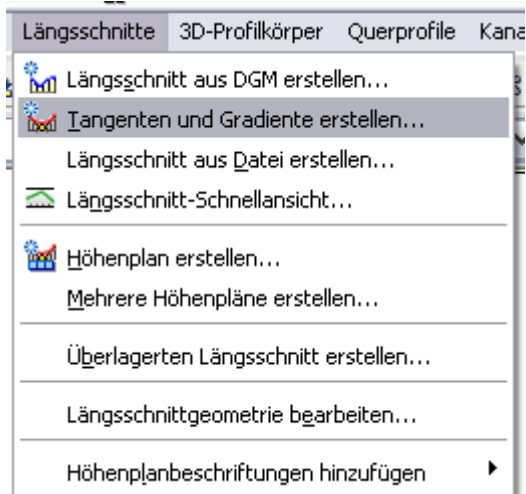 Längsschnitte 3D-Profilkörper Querprofile Kana
Längsschnitt aus DGM erstellen...
Tangenten und Gradiente erstellen...
Längsschnitt aus Datei erstellen...
Längsschnitt-Schnellansicht...
Höhenplan erstellen...
Mehrere Höhenpläne erstellen...
Überlagerten Längsschnitt erstellen...
Längsschnittgeometrie bearbeiten...
Höhenplanbeschriftungen hinzufügen